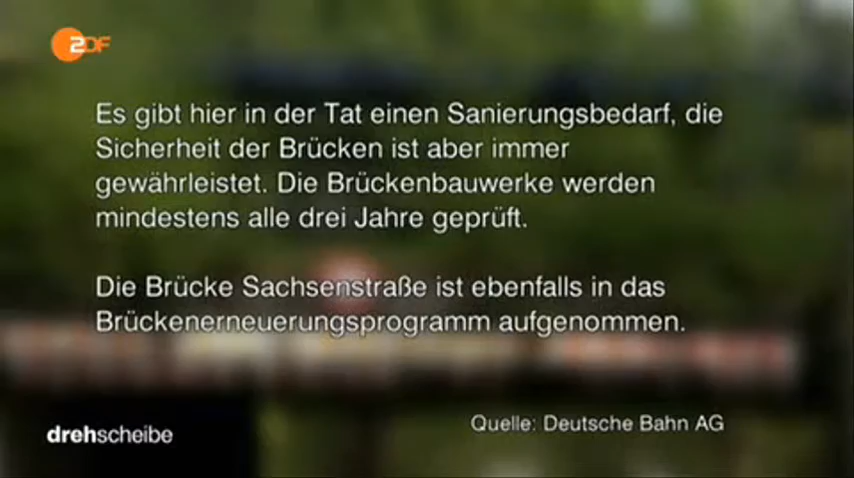 ZDF
Es gibt hier in der Tat einen Sanierungsbedarf, die
Sicherheit der Brücken ist aber immer
gewährleistet. Die Brückenbauwerke werden
mindestens alle drei Jahre geprüft.
Die Brücke Sachsenstraße ist ebenfalls in das
Brückenerneuerungsprogramm aufgenommen.
Quelle: Deutsche Bahn AG
drehscheibe